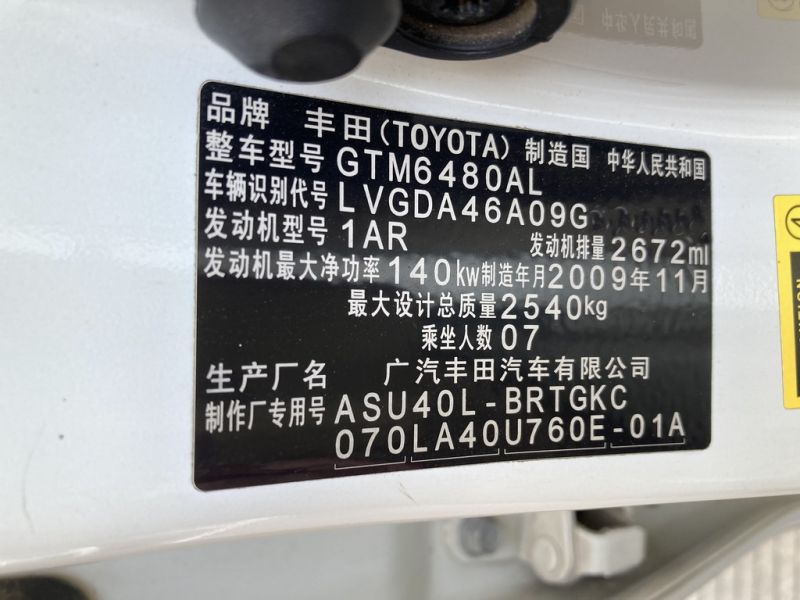 品牌 丰田(TOYOTA) 制造国 中华人民共和国
整车型号 GTM6480AL
车辆识别代号 LVGDA46A09G
发动机型号 1AR 发动机排量 2672ml
发动机最大净功率 140kw 制造年月 2009年11月
最大设计总质量 2540kg
乘坐人数 07
生产厂名 广汽丰田汽车有限公司
制作厂专用号 ASU40L-BRTGKC
070LA40U760E-01A